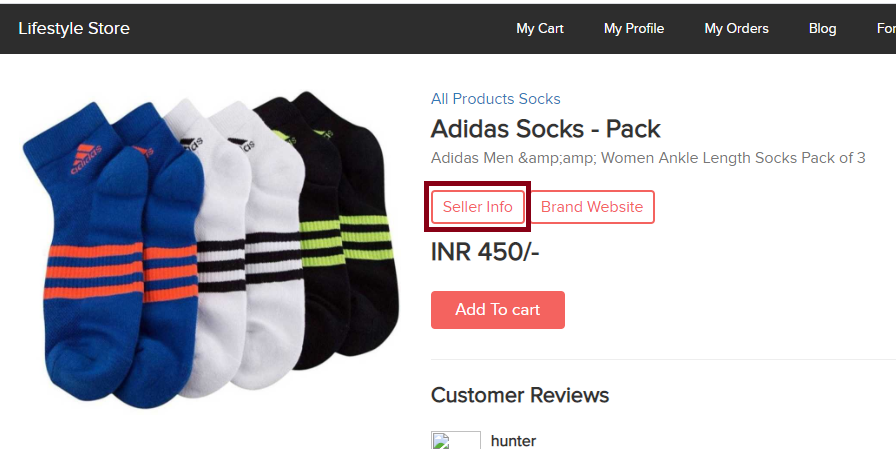 Lifestyle Store My Cart My Profile My Orders Blog For
All Products Socks
Adidas Socks - Pack
Adidas Men &amp;amp; Women Ankle Length Socks Pack of 3
Seller Info Brand Website
INR 450/-
Add To cart
Customer Reviews
hunter
adidas